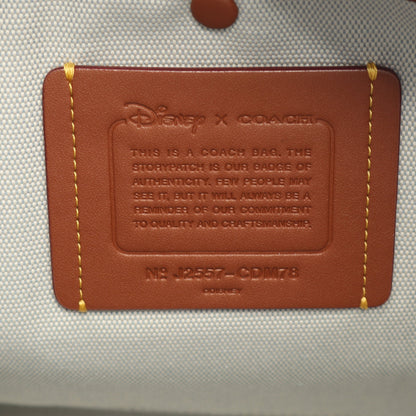 Disney X COACH
THIS IS A COACH BAG. THE
STORYPATCH IS OUR BADGE OF
AUTHENTICITY. FEW PEOPLE MAY
SEE IT, BUT IT WILL ALWAYS BE A
REMINDER OF OUR COMMITMENT
TO QUALITY AND CRAFTSMANSHIP.
Nº J2557-CDM78
©DISNEY